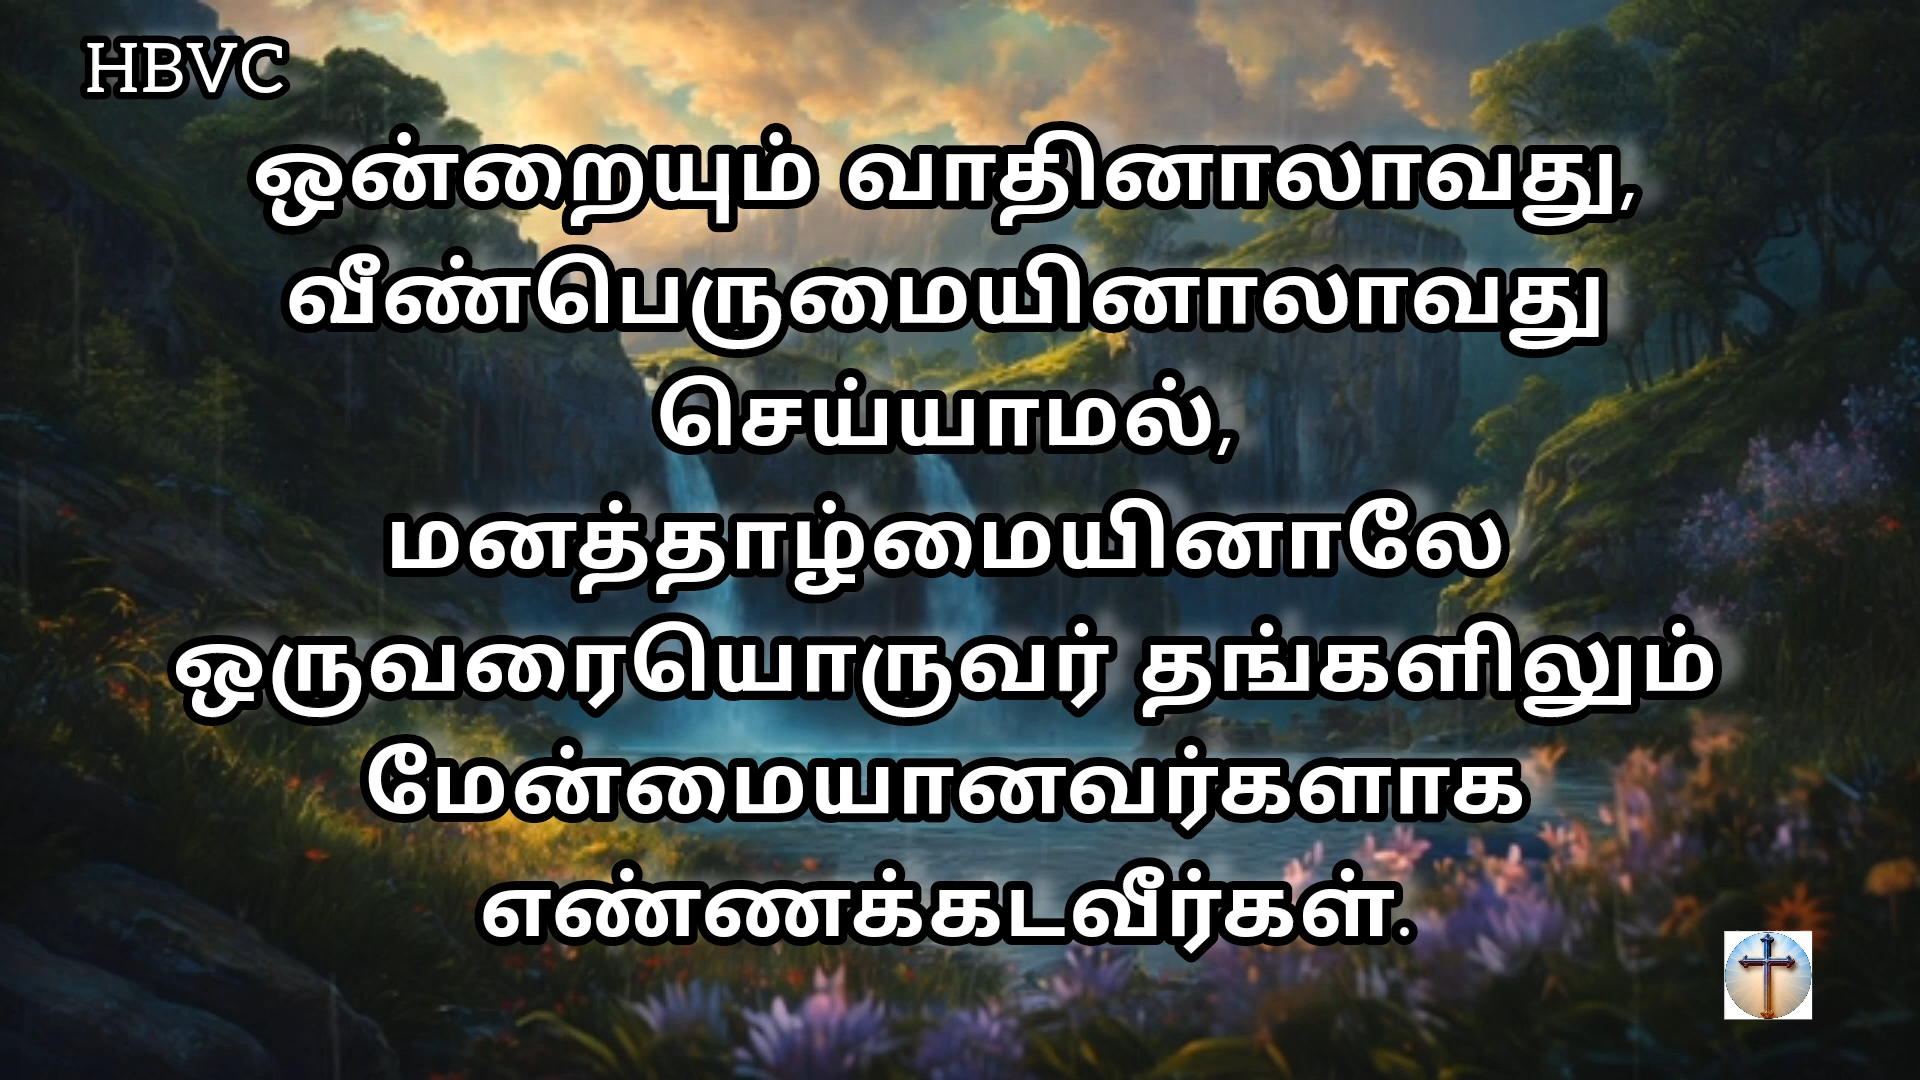 HBVC
ஒன்றையும் வாதினாலாவது,
வீண்பெருமையினாலாவது
செய்யாமல்,
மனத்தாழ்மையினாலே
ஒருவரையொருவர் தங்களிலும்
மேன்மையானவர்களாக
எண்ணக்கடவீர்கள்.